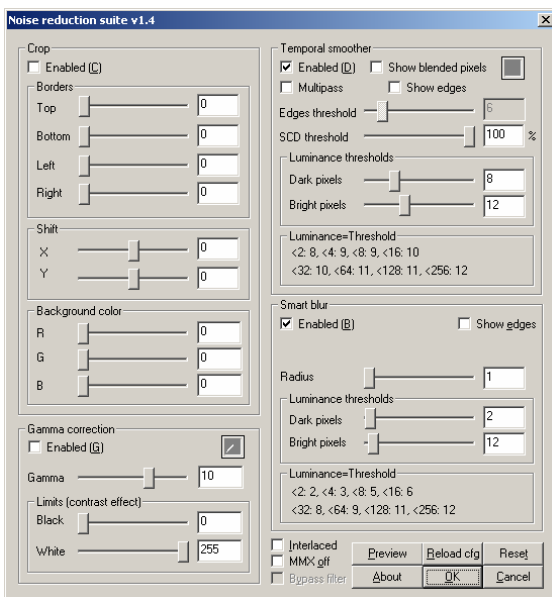 Noise reduction suite v1.4
Crop
Enabled (C)
Borders
Top 0
Bottom 0
Left 0
Right 0
Shift
X 0
Y 0
Background color
R 0
G 0
B 0
Gamma correction
Enabled (G)
Gamma 10
Limits (contrast effect)
Black 0
White 255
Temporal smoother
Enabled (D) Show blended pixels
Multipass Show edges
Edges threshold 6
SCD threshold 100 %
Luminance thresholds
Dark pixels 8
Bright pixels 12
Luminance=Threshold
<2: 8, <4: 9, <8: 9, <16: 10
<32: 10, <64: 11, <128: 11, <256: 12
Smart blur
Enabled (B) Show edges
Radius 1
Luminance thresholds
Dark pixels 2
Bright pixels 12
Luminance=Threshold
<2: 2, <4: 3, <8: 5, <16: 6
<32: 8, <64: 9, <128: 11, <256: 12
Interlaced
MMX off
Bypass filter
Preview Reload cfg Reset
About OK Cancel